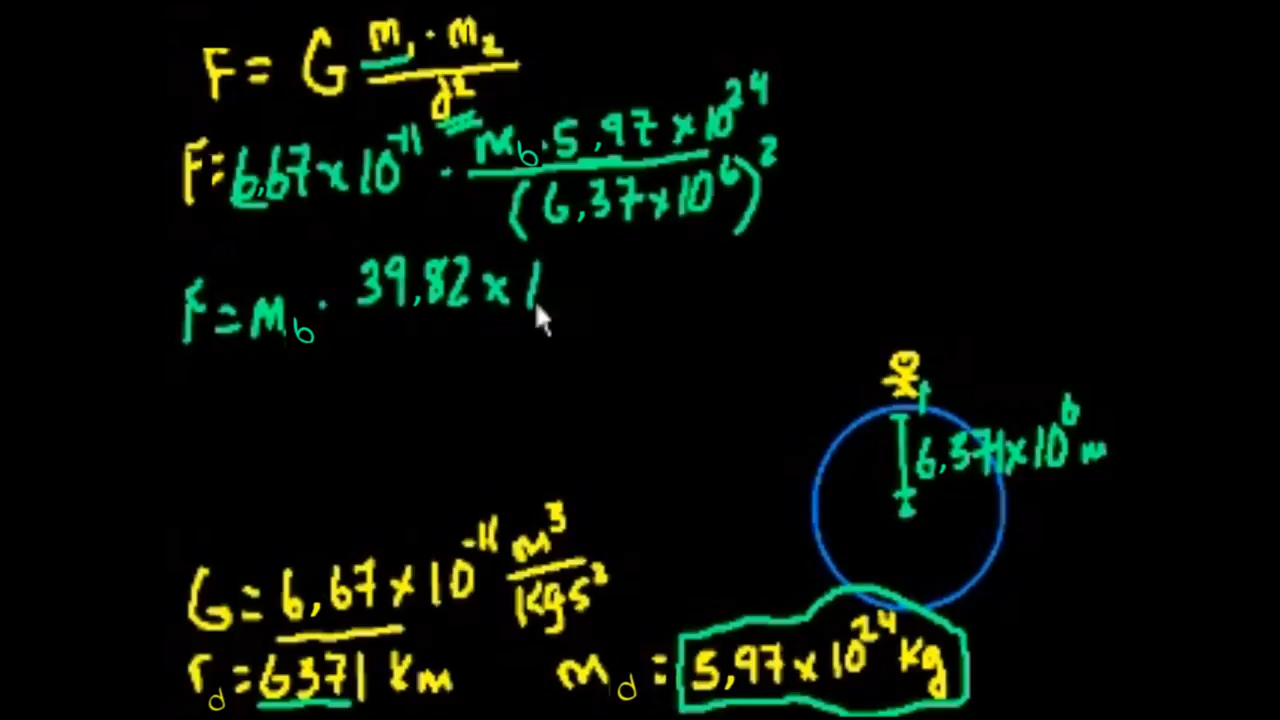 F = G m₁ · m₂ / d²
F = 6,67 x 10⁻¹¹ · m_b · 5,97 x 10²⁴ / (6,37 x 10⁶)²
F = m_b · 39,82 x 1
6,371 x 10⁶ m
G = 6,67 x 10⁻¹¹ m³ / kg s²
r_d = 6371 km
m_d = 5,97 x 10²⁴ kg